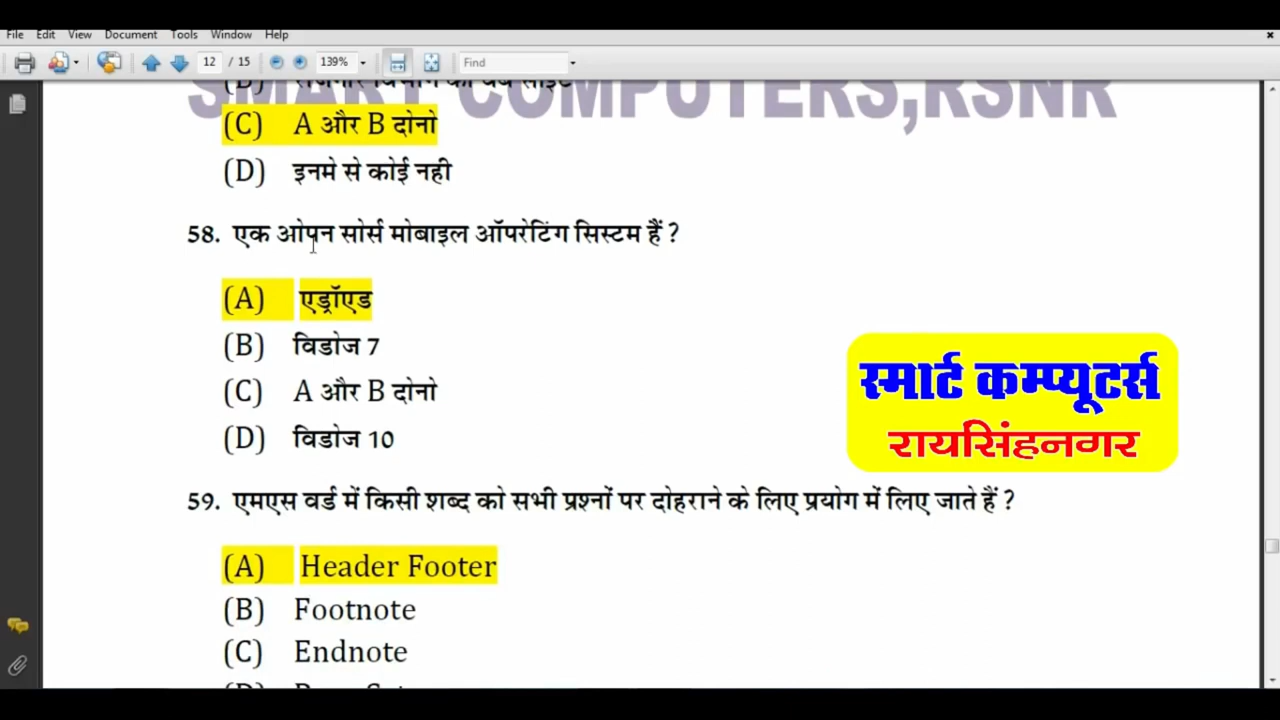 File Edit View Document Tools Window Help
12 / 15 139% Find
SMART COMPUTERS,RSNR
(C) A और B दोनो
(D) इनमे से कोई नही
58. एक ओपन सोर्स मोबाइल ऑपरेटिंग सिस्टम हैं ?
(A) एड्रॉएड
(B) विडोज 7
(C) A और B दोनो
(D) विडोज 10
स्मार्ट कम्प्यूटर्स
रायसिंहनगर
59. एमएस वर्ड में किसी शब्द को सभी प्रश्नों पर दोहराने के लिए प्रयोग में लिए जाते हैं ?
(A) Header Footer
(B) Footnote
(C) Endnote